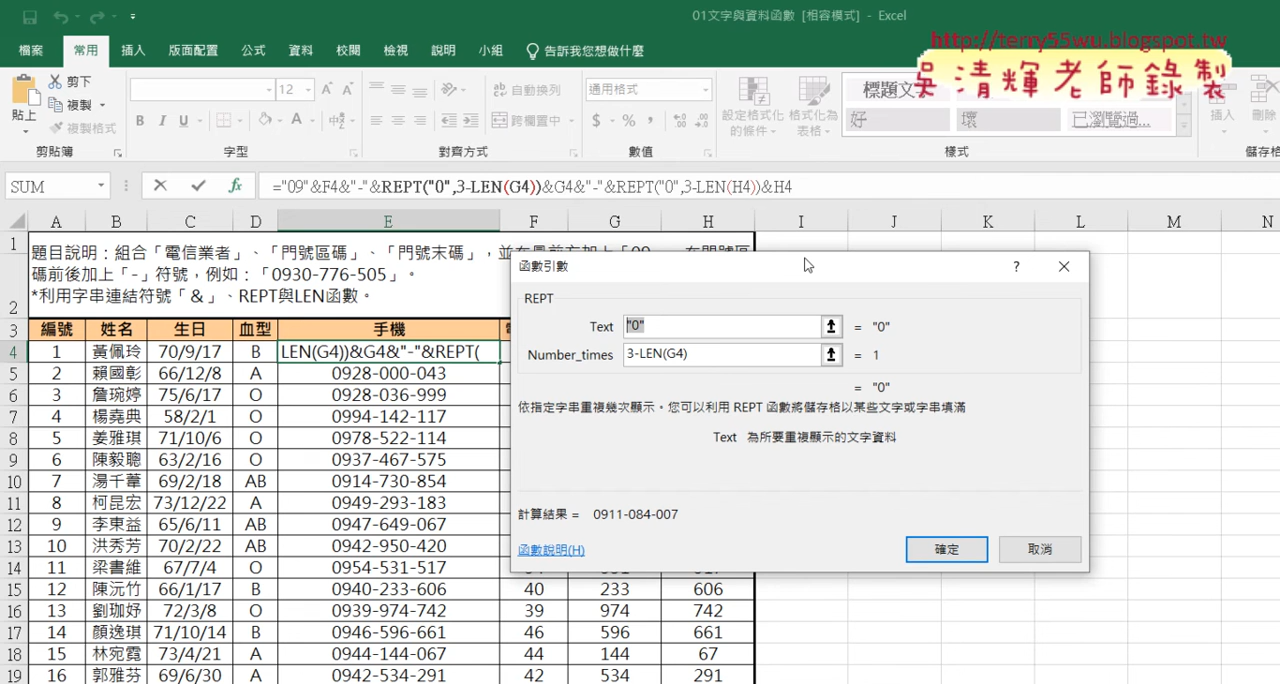 01文字與資料函數 [相容模式] - Excel
http://terry55wu.blogspot.tw
吳清輝老師錄製
檔案 常用 插入 版面配置 公式 資料 校閱 檢視 說明 小組 告訴我您想做什麼
貼上 剪下 複製 複製格式 剪貼簿
12 B I U 字型
自動換列 跨欄置中 對齊方式
通用格式 $ % 數值
設定格式化的條件 格式化為表格 好 壞 已瀏覽過... 樣式
插入 刪除
SUM ="09"&F4&"-"&REPT("0",3-LEN(G4))&G4&"-"&REPT("0",3-LEN(H4))&H4
A B C D E F G H I J K L M N
1 題目說明：組合「電信業者」、「門號區碼」、「門號末碼」，
碼前後加上「-」符號，例如：「0930-776-505」。
2 *利用字串連結符號「&」、REPT與LEN函數。
3 編號 姓名 生日 血型 手機
4 1 黃佩玲 70/9/17 B LEN(G4))&G4&"-"&REPT(
5 2 賴國彰 66/12/8 A 0928-000-043
6 3 詹琬婷 75/6/17 O 0928-036-999
7 4 楊堯典 58/2/1 O 0994-142-117
8 5 姜雅琪 71/10/6 O 0978-522-114
9 6 陳毅聰 63/2/16 O 0937-467-575
10 7 湯千葦 69/2/18 AB 0914-730-854
11 8 柯昆宏 73/12/22 A 0949-293-183
12 9 李東益 65/6/11 AB 0947-649-067
13 10 洪秀芳 70/2/22 AB 0942-950-420
14 11 梁書維 67/7/4 O 0954-531-517
15 12 陳沅竹 66/1/17 B 0940-233-606 40 233 606
16 13 劉珈妤 72/3/8 O 0939-974-742 39 974 742
17 14 顏逸琪 71/10/14 B 0946-596-661 46 596 661
18 15 林宛霓 73/4/21 A 0944-144-067 44 144 67
19 16 郭雅芬 69/6/30 A 0942-534-291 42 534 291
函數引數 ?
REPT
Text "0" = "0"
Number_times 3-LEN(G4) = 1
= "0"
依指定字串重複幾次顯示。您可以利用 REPT 函數將儲存格以某些文字或字串填滿
Text 為所要重複顯示的文字資料
計算結果 = 0911-084-007
函數說明(H) 確定 取消